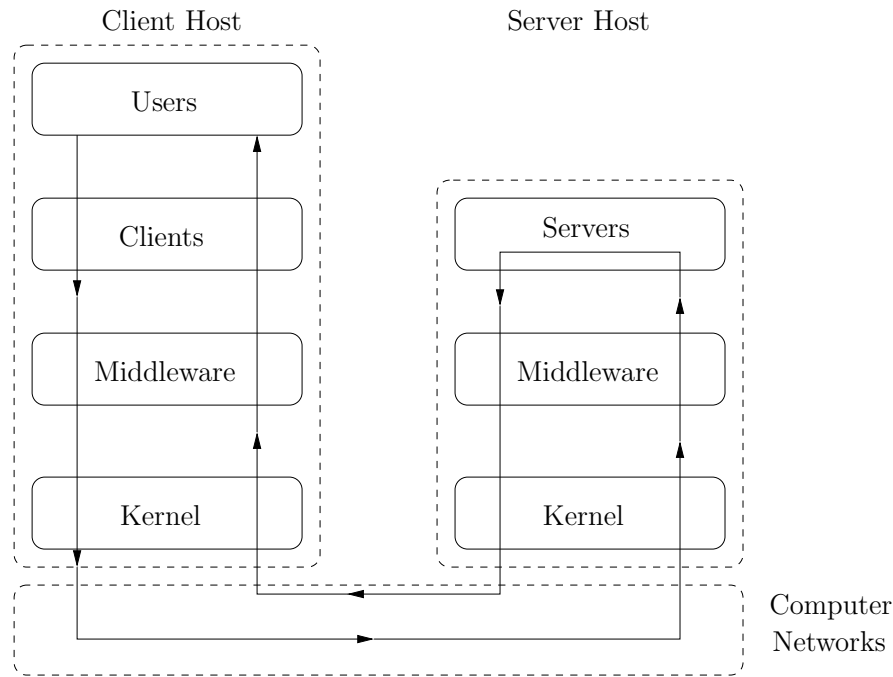 Client Host
Server Host
Users
Clients
Servers
Middleware
Middleware
Kernel
Kernel
Computer
Networks